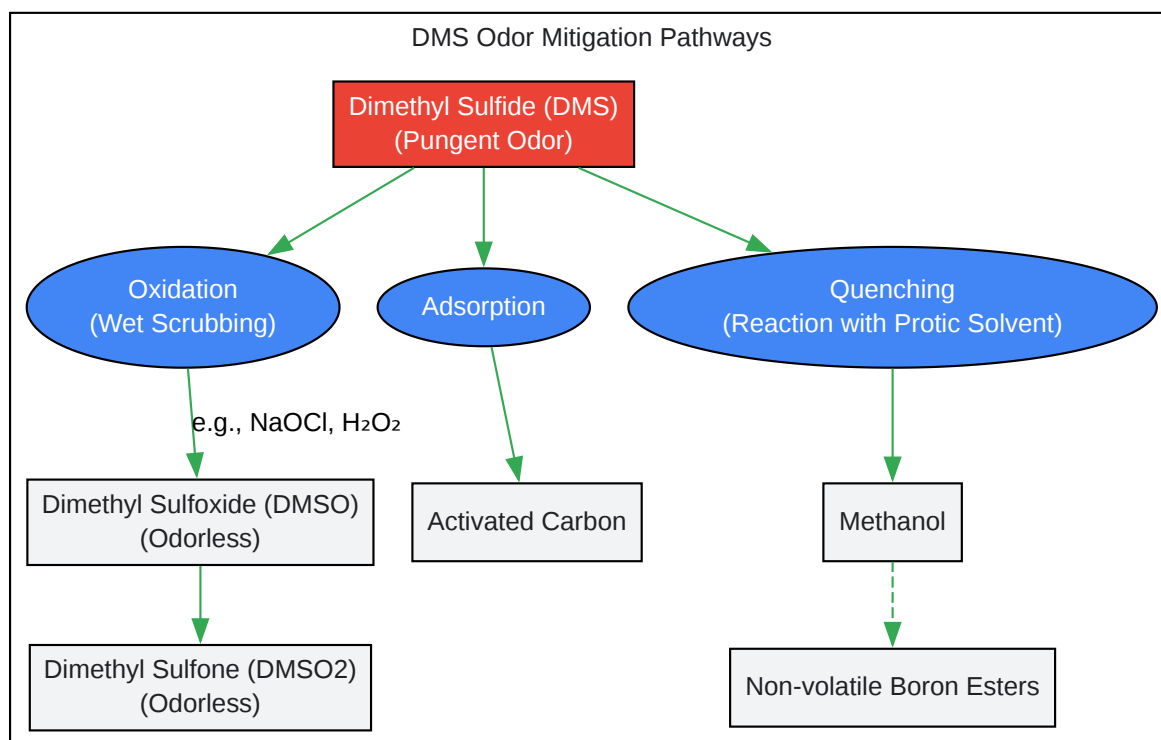 DMS Odor Mitigation Pathways
Dimethyl Sulfide (DMS)
(Pungent Odor)
Oxidation
(Wet Scrubbing)
Adsorption
Quenching
(Reaction with Protic Solvent)
e.g., NaOCl, H₂O₂
Dimethyl Sulfoxide (DMSO)
(Odorless)
Activated Carbon
Methanol
Dimethyl Sulfone (DMSO2)
(Odorless)
Non-volatile Boron Esters